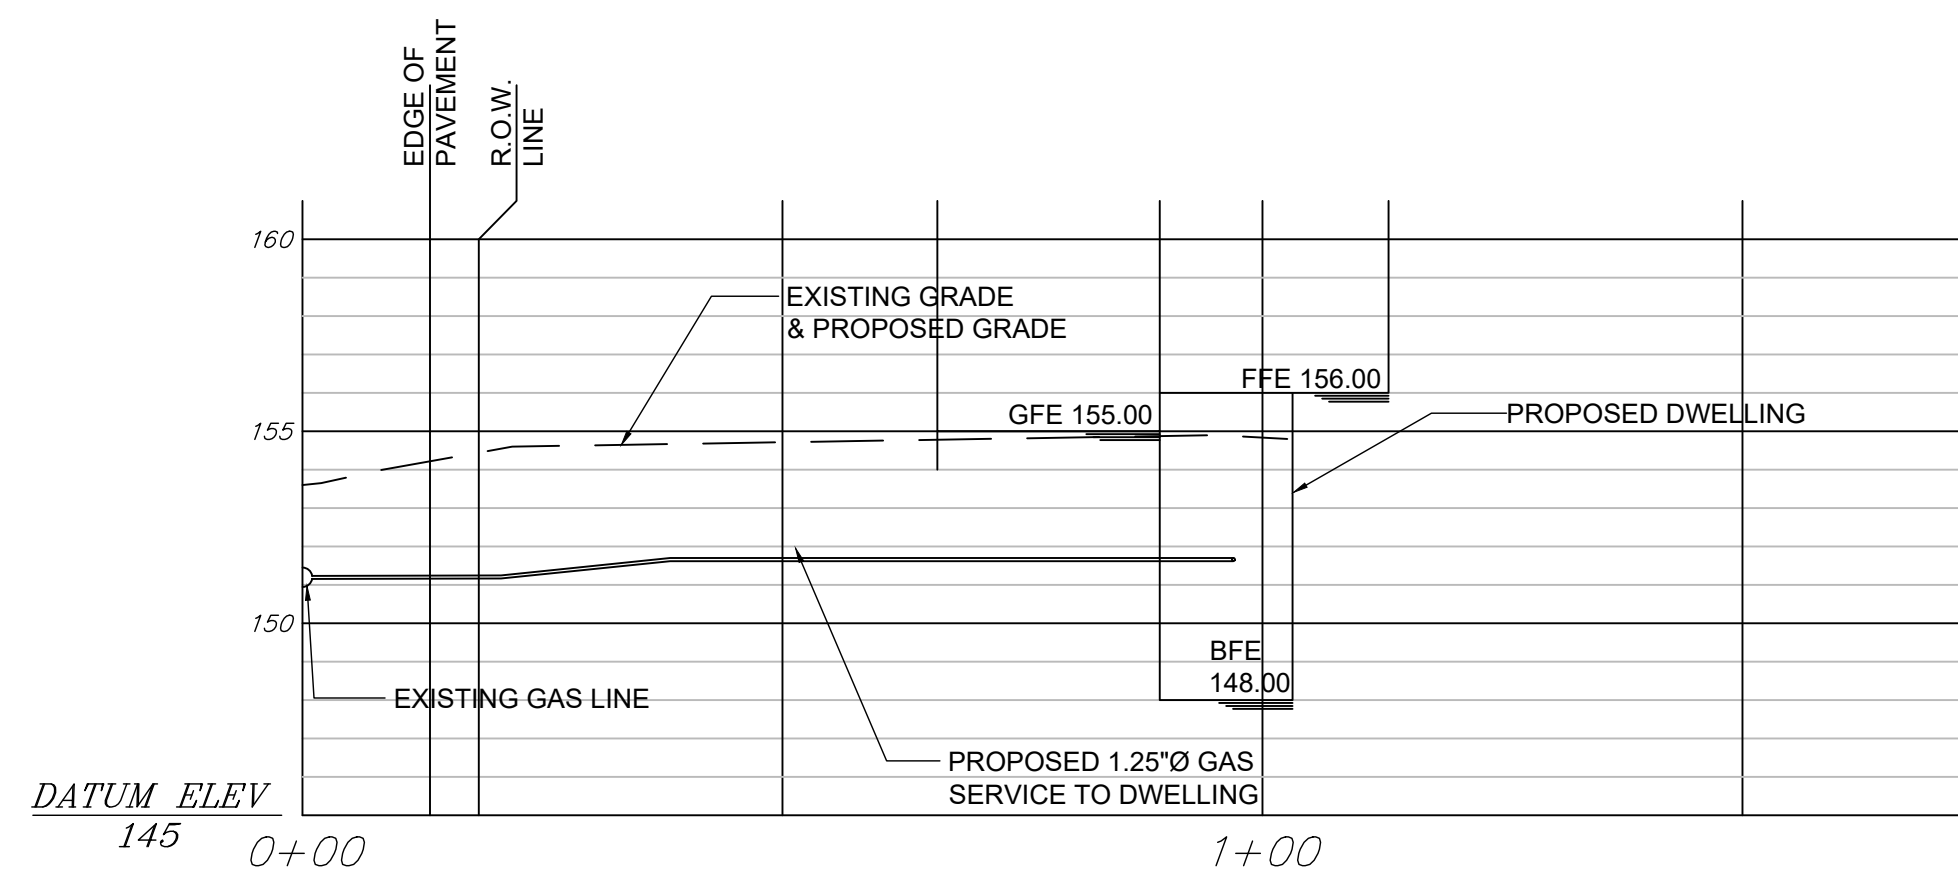 EDGE OF
PAVEMENT
R.O.W.
LINE
160
EXISTING GRADE
& PROPOSED GRADE
FFE 156.00
GFE 155.00
PROPOSED DWELLING
155
150
BFE
148.00
EXISTING GAS LINE
PROPOSED 1.25"Ø GAS
SERVICE TO DWELLING
DATUM ELEV
145
0+00
1+00